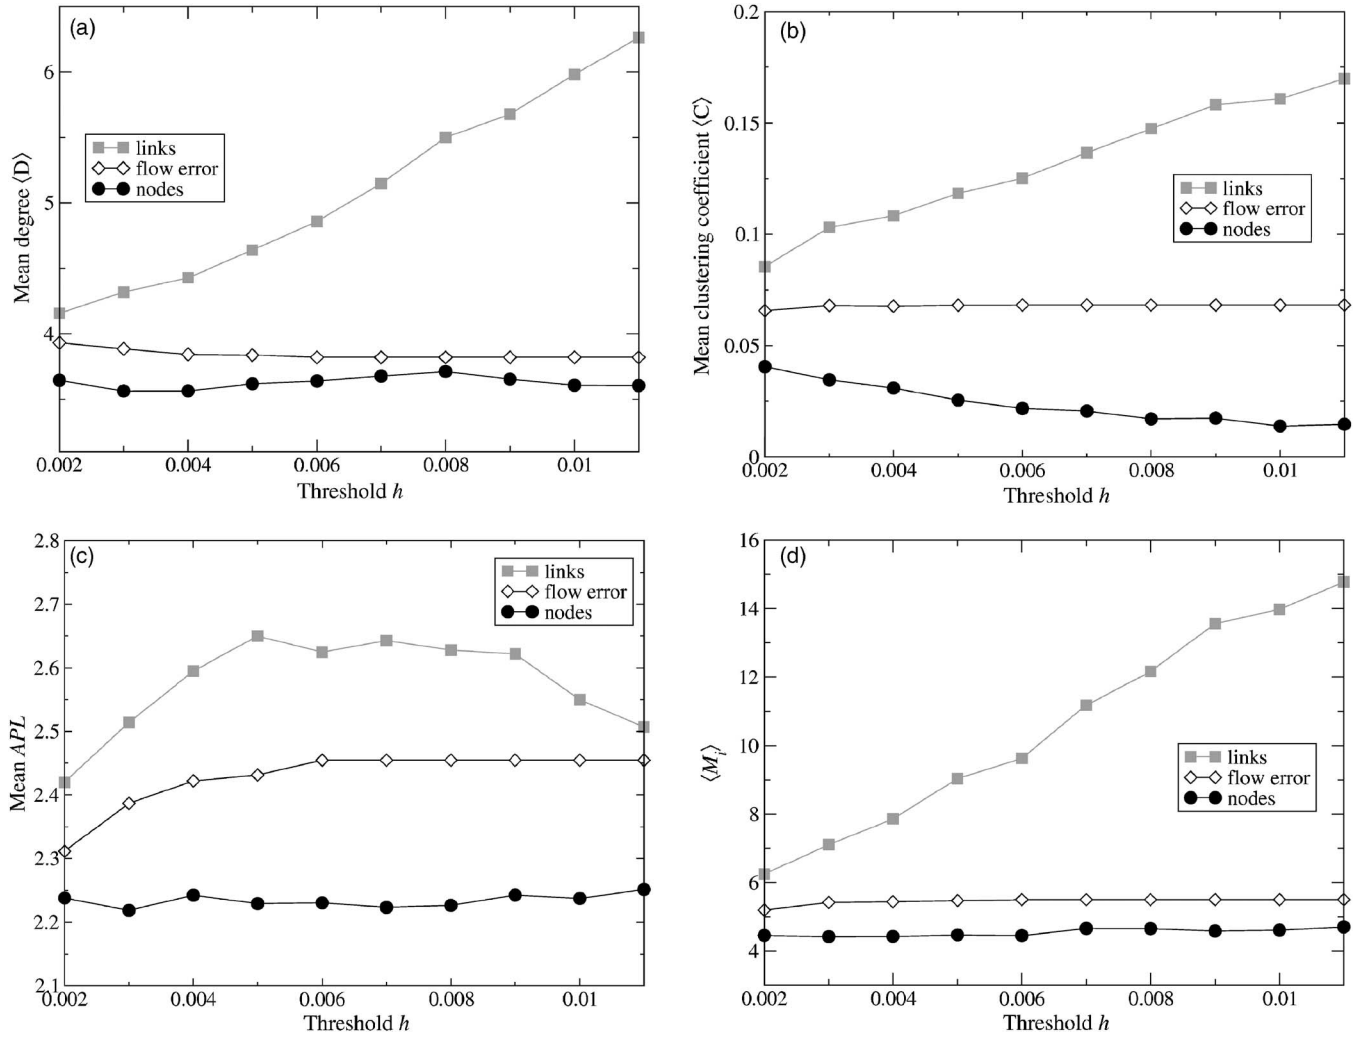 (a)
6
5
4
links
flow error
nodes
Mean degree ⟨D⟩
0.002 0.004 0.006 0.008 0.01
Threshold h
(b)
0.2
0.15
0.1
0.05
0
links
flow error
nodes
Mean clustering coefficient ⟨C⟩
0.002 0.004 0.006 0.008 0.01
Threshold h
(c)
2.8
2.7
2.6
2.5
2.4
2.3
2.2
2.1
links
flow error
nodes
Mean APL
0.002 0.004 0.006 0.008 0.01
Threshold h
(d)
16
14
12
10
8
6
4
links
flow error
nodes
⟨Mᵢ⟩
0.002 0.004 0.006 0.008 0.01
Threshold h